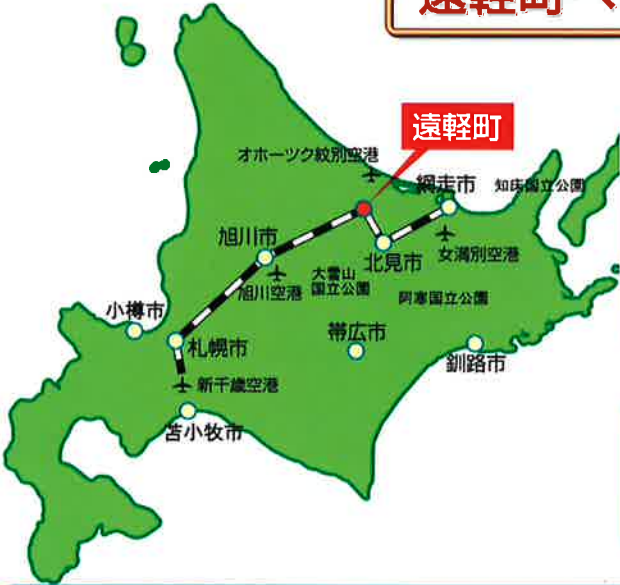 遠軽町へ
遠軽町
オホーツク紋別空港
網走市
知床国立公園
旭川市
北見市
女満別空港
大雪山
国立公園
旭川空港
阿寒国立公園
小樽市
札幌市
帯広市
釧路市
新千歳空港
苫小牧市